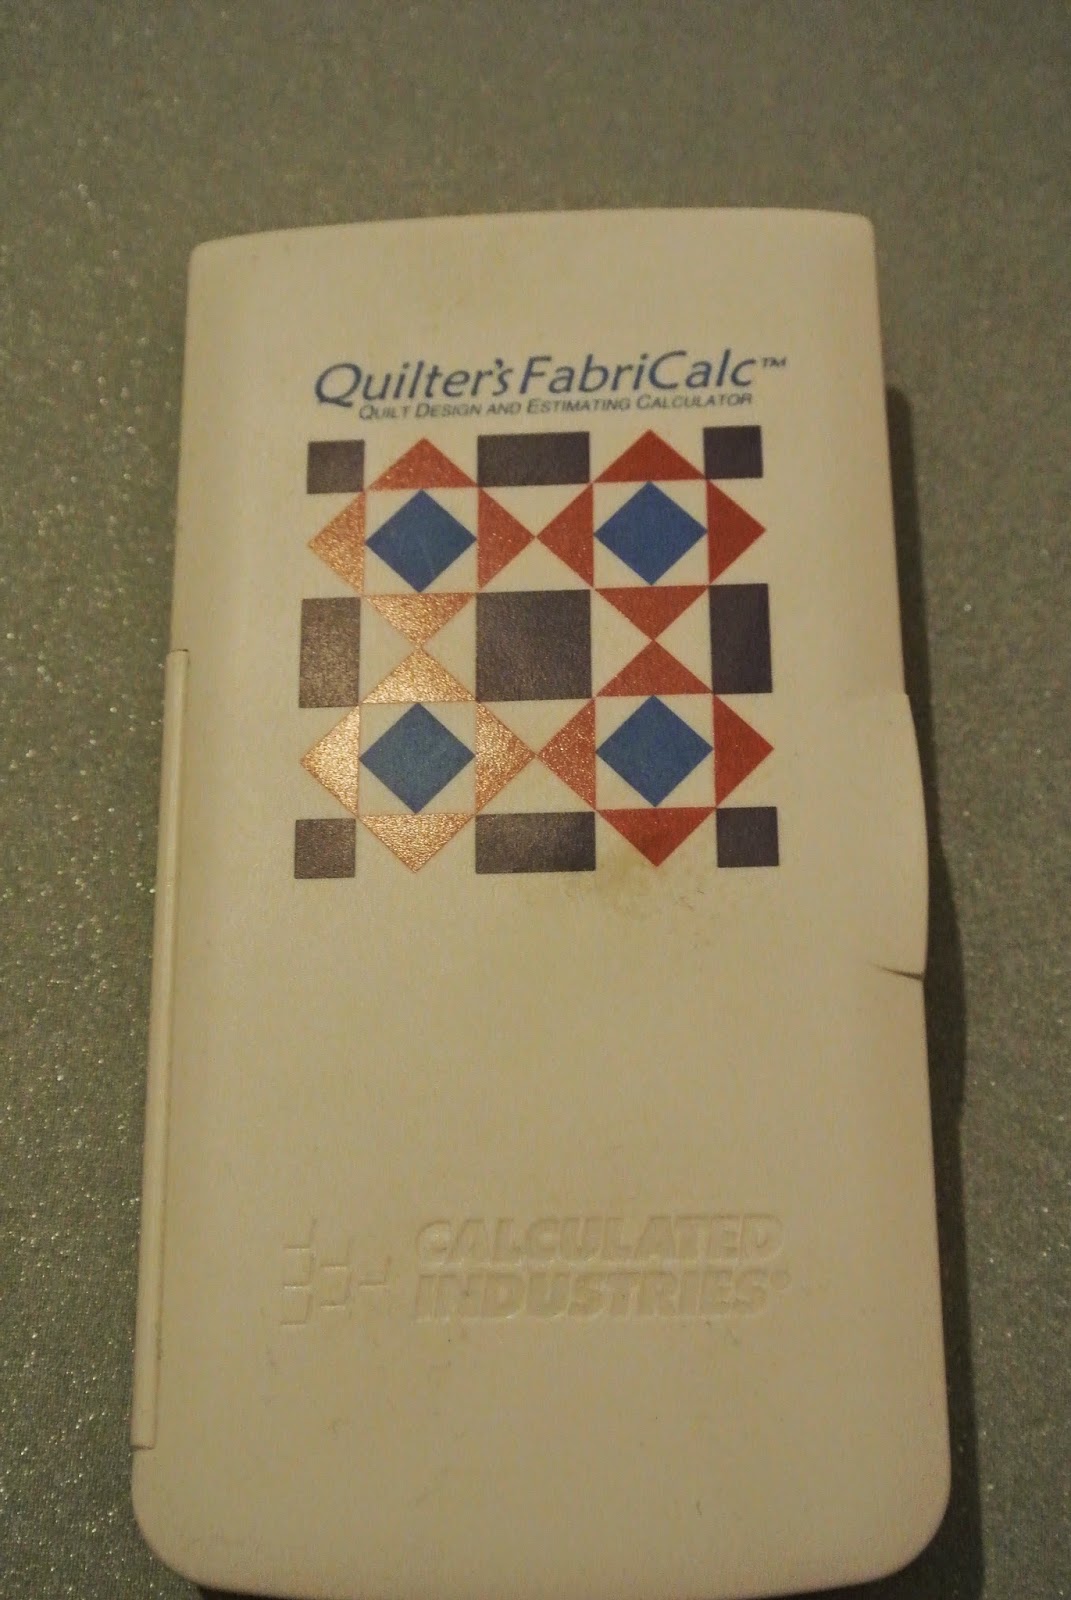 Quilter's FabriCalc™
QUILT DESIGN AND ESTIMATING CALCULATOR
CALCULATED
INDUSTRIES®